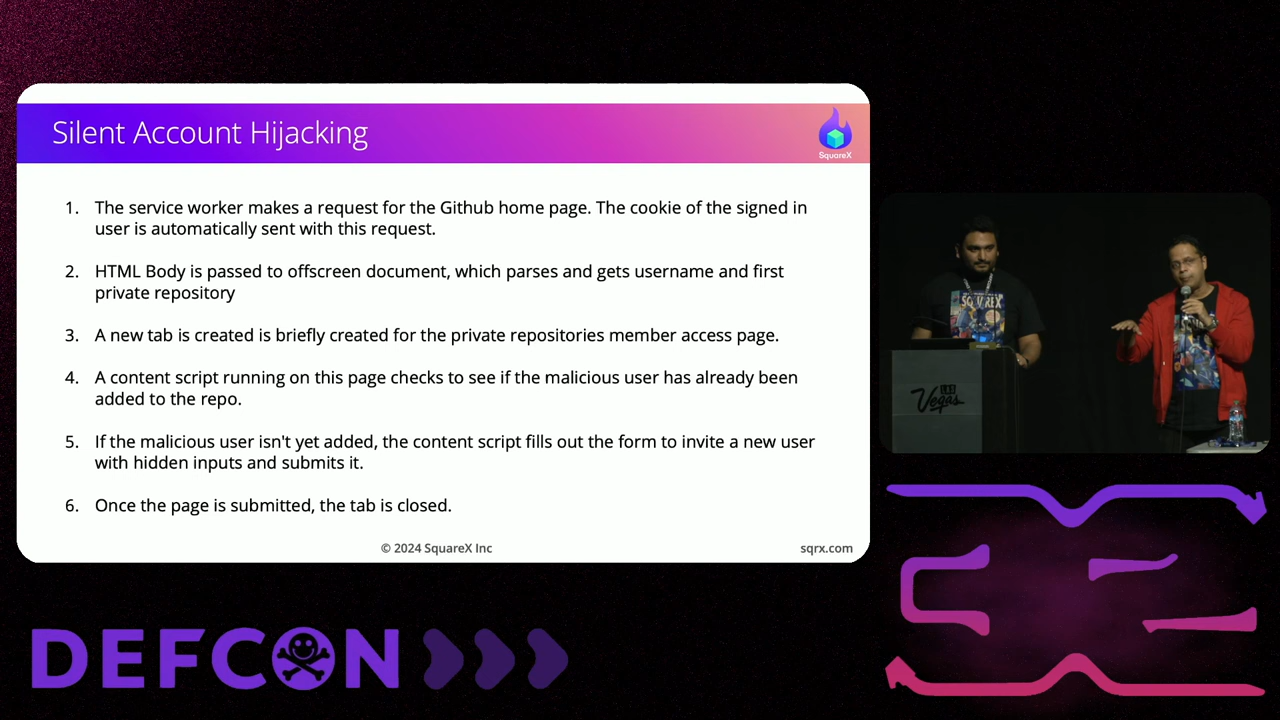 Silent Account Hijacking
SquareX
1. The service worker makes a request for the Github home page. The cookie of the signed in
user is automatically sent with this request.
2. HTML Body is passed to offscreen document, which parses and gets username and first
private repository
3. A new tab is created is briefly created for the private repositories member access page.
4. A content script running on this page checks to see if the malicious user has already been
added to the repo.
5. If the malicious user isn't yet added, the content script fills out the form to invite a new user
with hidden inputs and submits it.
6. Once the page is submitted, the tab is closed.
© 2024 SquareX Inc
sqrx.com
SQUAREX
Vegas
DEFCON